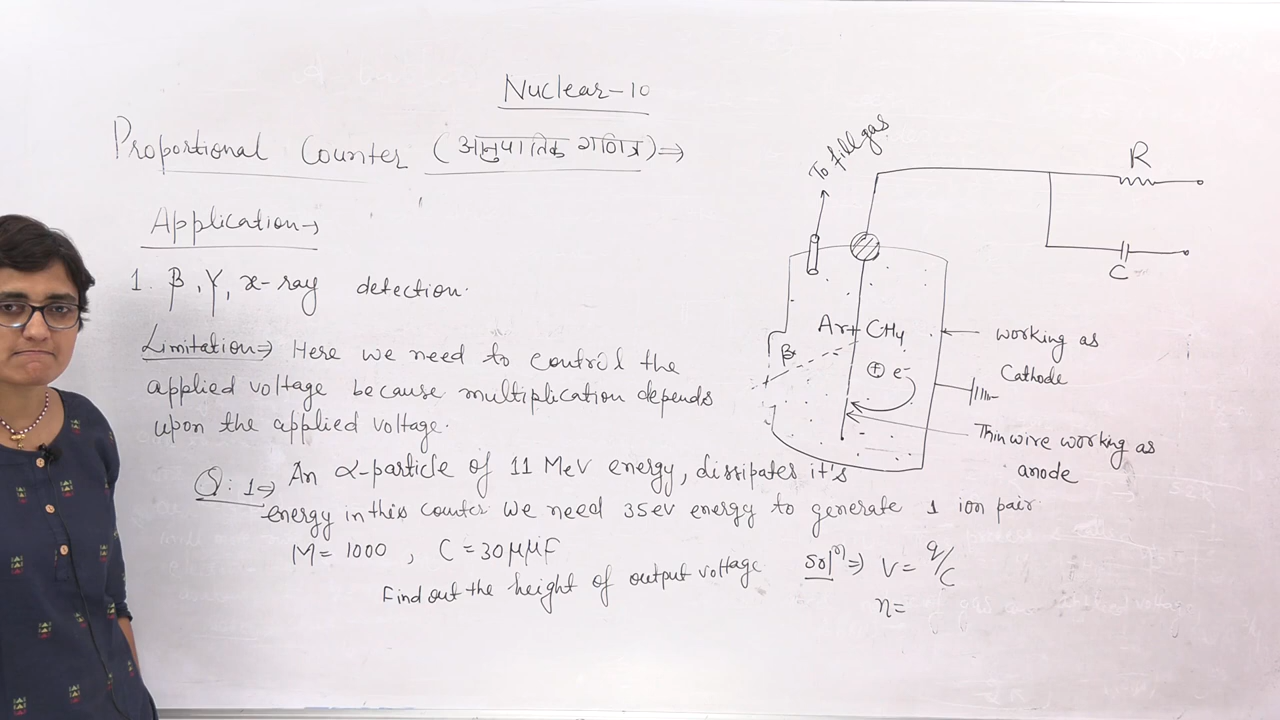 Nuclear-10
Proportional Counter (आनुपातिक गणित्र) ⇒
Application→
1. β, γ, x-ray detection.
Limitation⇒ Here we need to control the
applied voltage because multiplication depends
upon the applied voltage.
Q:1⇒ An α-particle of 11 MeV energy, dissipates it's
energy in this counter. We need 35ev energy to generate 1 ion pair.
M = 1000 , C = 30μμF
Find out the height of output voltage
solⁿ⇒ V = q/C
n =
To fill gas
R
C
Ar+ CH4
β
+ e-
working as
Cathode
Thin wire working as
anode